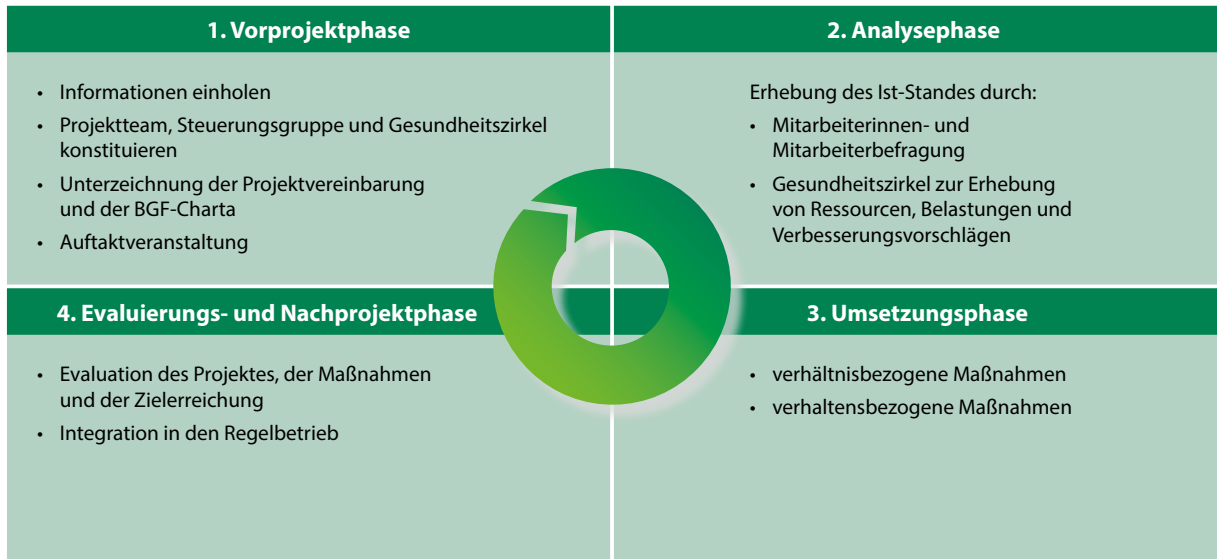 1. Vorprojektphase
• Informationen einholen
• Projektteam, Steuerungsgruppe und Gesundheitszirkel
konstituieren
• Unterzeichnung der Projektvereinbarung
und der BGF-Charta
• Auftaktveranstaltung
2. Analysephase
Erhebung des Ist-Standes durch:
• Mitarbeiterinnen- und
Mitarbeiterbefragung
• Gesundheitszirkel zur Erhebung
von Ressourcen, Belastungen und
Verbesserungsvorschlägen
4. Evaluierungs- und Nachprojektphase
• Evaluation des Projektes, der Maßnahmen
und der Zielerreichung
• Integration in den Regelbetrieb
3. Umsetzungsphase
• verhältnisbezogene Maßnahmen
• verhaltensbezogene Maßnahmen